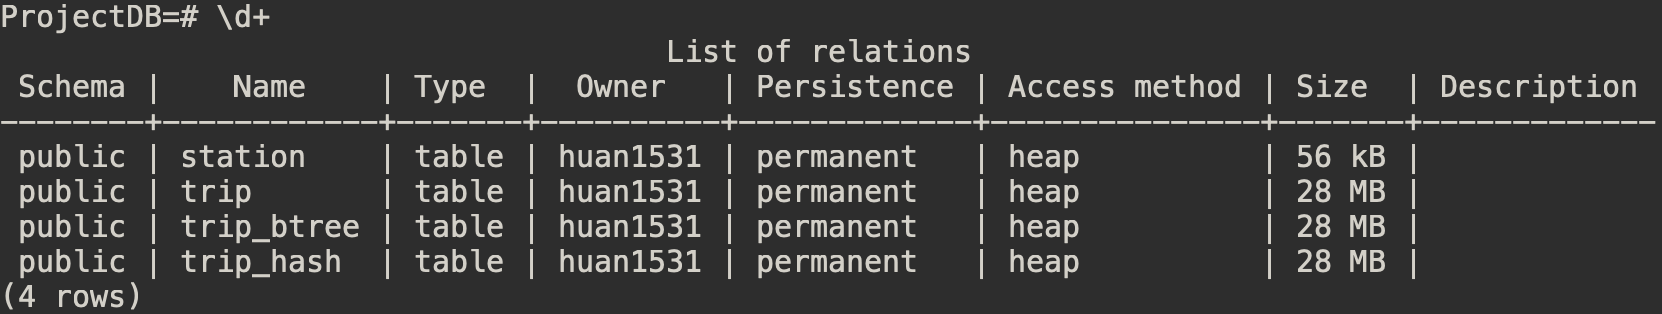 ProjectDB=# \d+
                                     List of relations
 Schema |    Name    | Type  |  Owner   | Persistence | Access method | Size  | Description
--------+------------+-------+----------+-------------+---------------+-------+-------------
 public | station    | table | huan1531 | permanent   | heap          | 56 kB |
 public | trip       | table | huan1531 | permanent   | heap          | 28 MB |
 public | trip_btree | table | huan1531 | permanent   | heap          | 28 MB |
 public | trip_hash  | table | huan1531 | permanent   | heap          | 28 MB |
(4 rows)